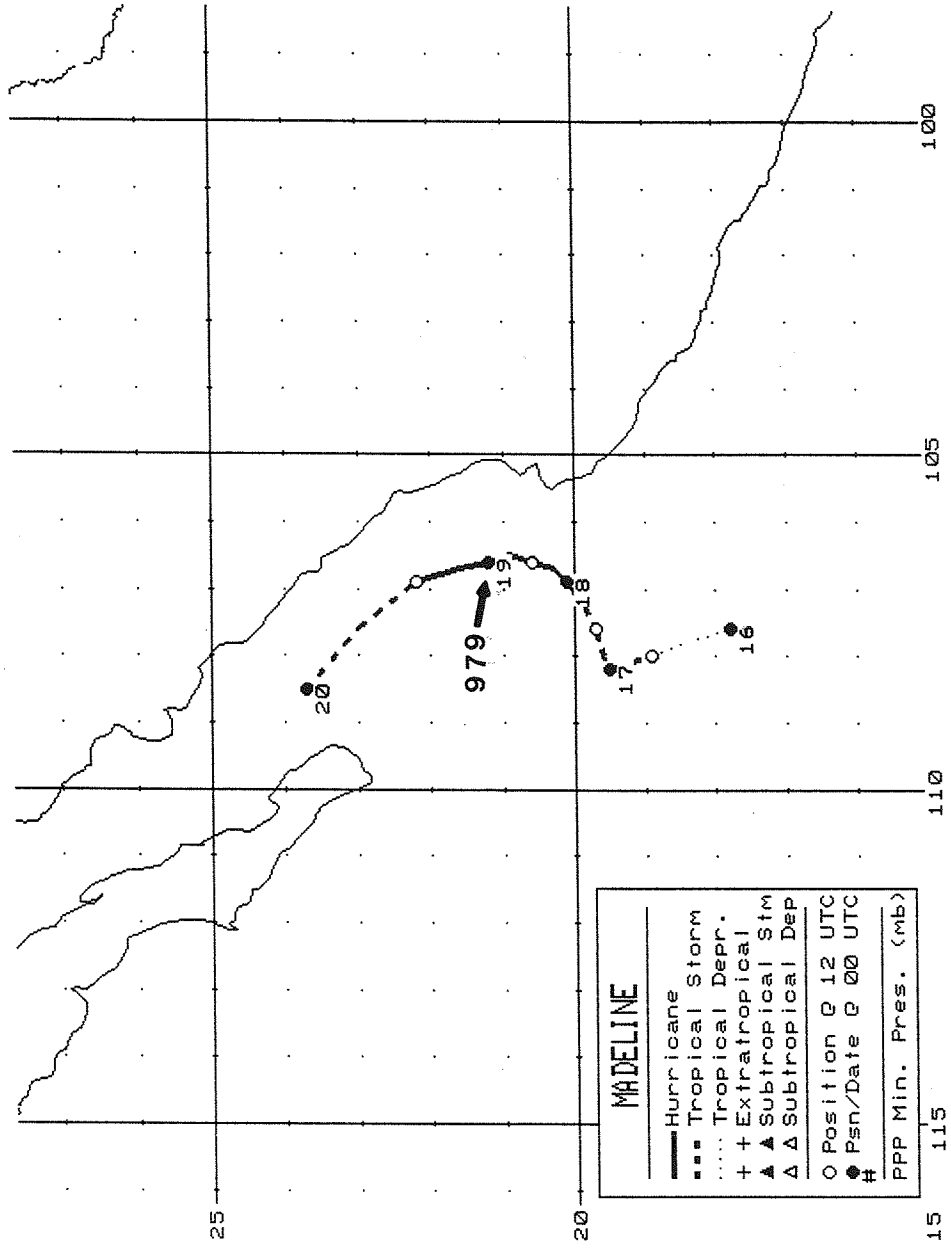 25
20
15
115
110
105
100
20
979
19
18
17
16
MADELINE
Hurricane
Tropical Storm
Tropical Depr.
+ + Extratropical
▲ ▲ Subtropical Stm
△ △ Subtropical Dep
○ Position @ 12 UTC
● Psn/Date @ 00 UTC
#
PPP Min. Pres. (mb)